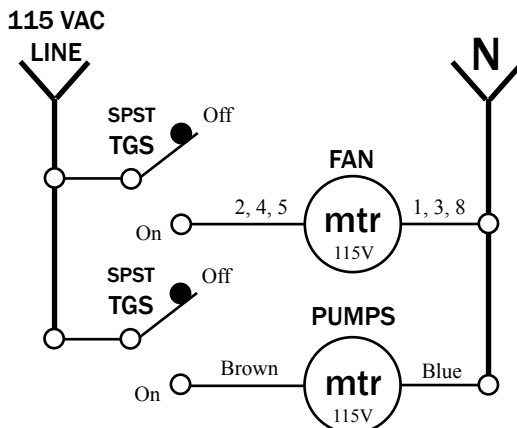 115 VAC
LINE
N
SPST
TGS
Off
FAN
On
2, 4, 5
mtr
115V
1, 3, 8
SPST
TGS
Off
PUMPS
On
Brown
mtr
115V
Blue